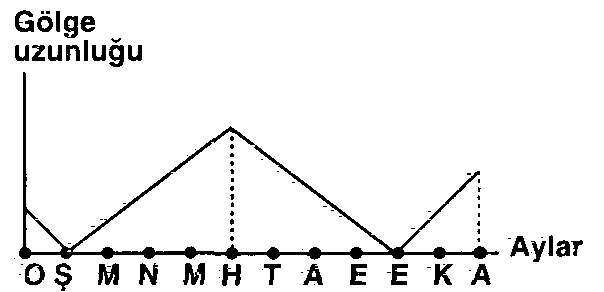 Gölge
uzunluğu
Aylar
O Ş M N M H T A E E K A